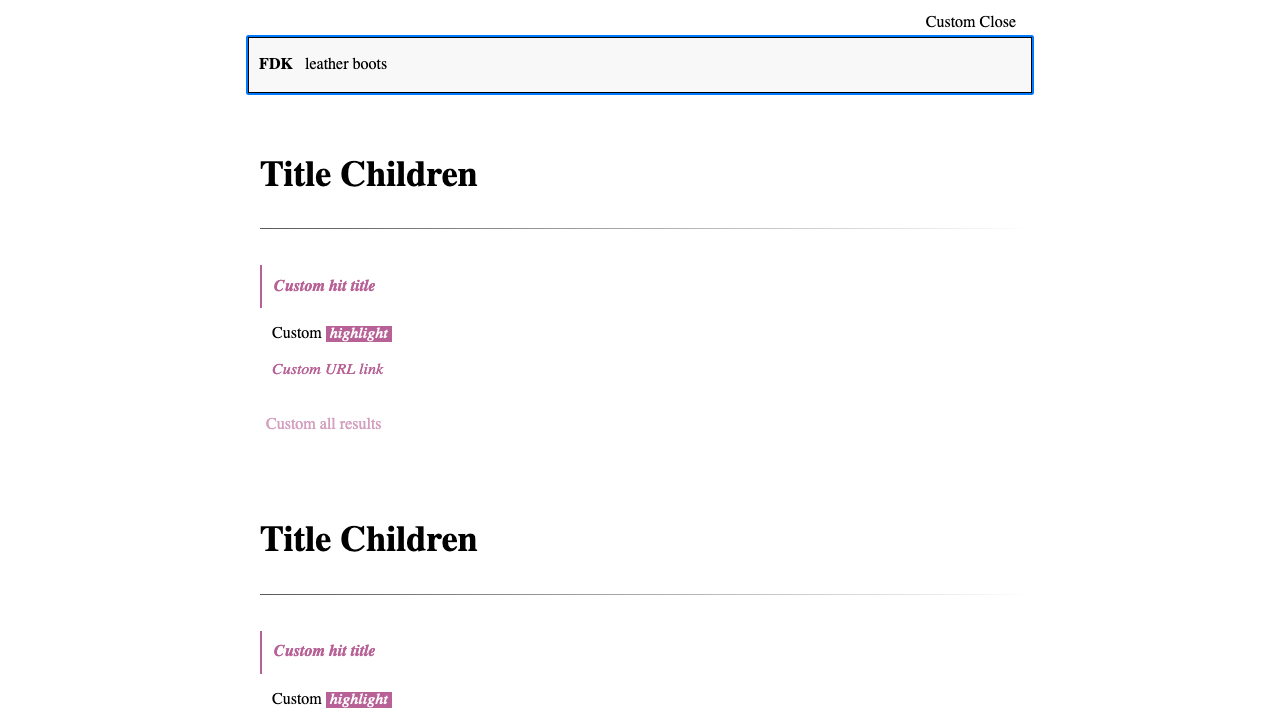 Custom Close
FDK leather boots
Title Children
Custom hit title
Custom highlight
Custom URL link
Custom all results
Title Children
Custom hit title
Custom highlight